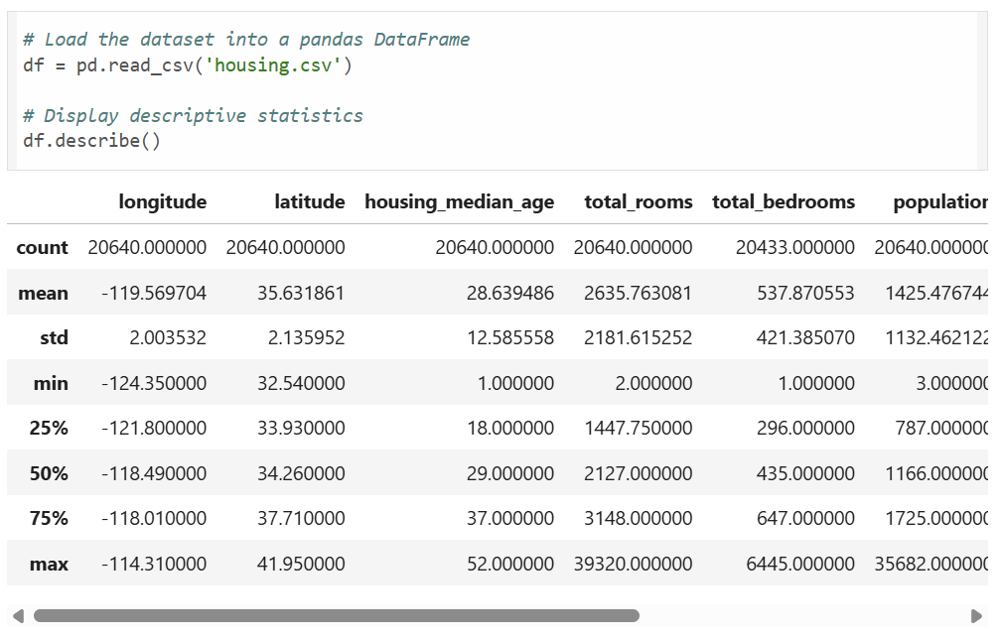 # Load the dataset into a pandas DataFrame
df = pd.read_csv('housing.csv')
# Display descriptive statistics
df.describe()
longitude latitude housing_median_age total_rooms total_bedrooms population
count 20640.000000 20640.000000 20640.000000 20640.000000 20433.000000 20640.00000
mean -119.569704 35.631861 28.639486 2635.763081 537.870553 1425.476744
std 2.003532 2.135952 12.585558 2181.615252 421.385070 1132.462122
min -124.350000 32.540000 1.000000 2.000000 1.000000 3.000000
25% -121.800000 33.930000 18.000000 1447.750000 296.000000 787.000000
50% -118.490000 34.260000 29.000000 2127.000000 435.000000 1166.000000
75% -118.010000 37.710000 37.000000 3148.000000 647.000000 1725.000000
max -114.310000 41.950000 52.000000 39320.000000 6445.000000 35682.000000